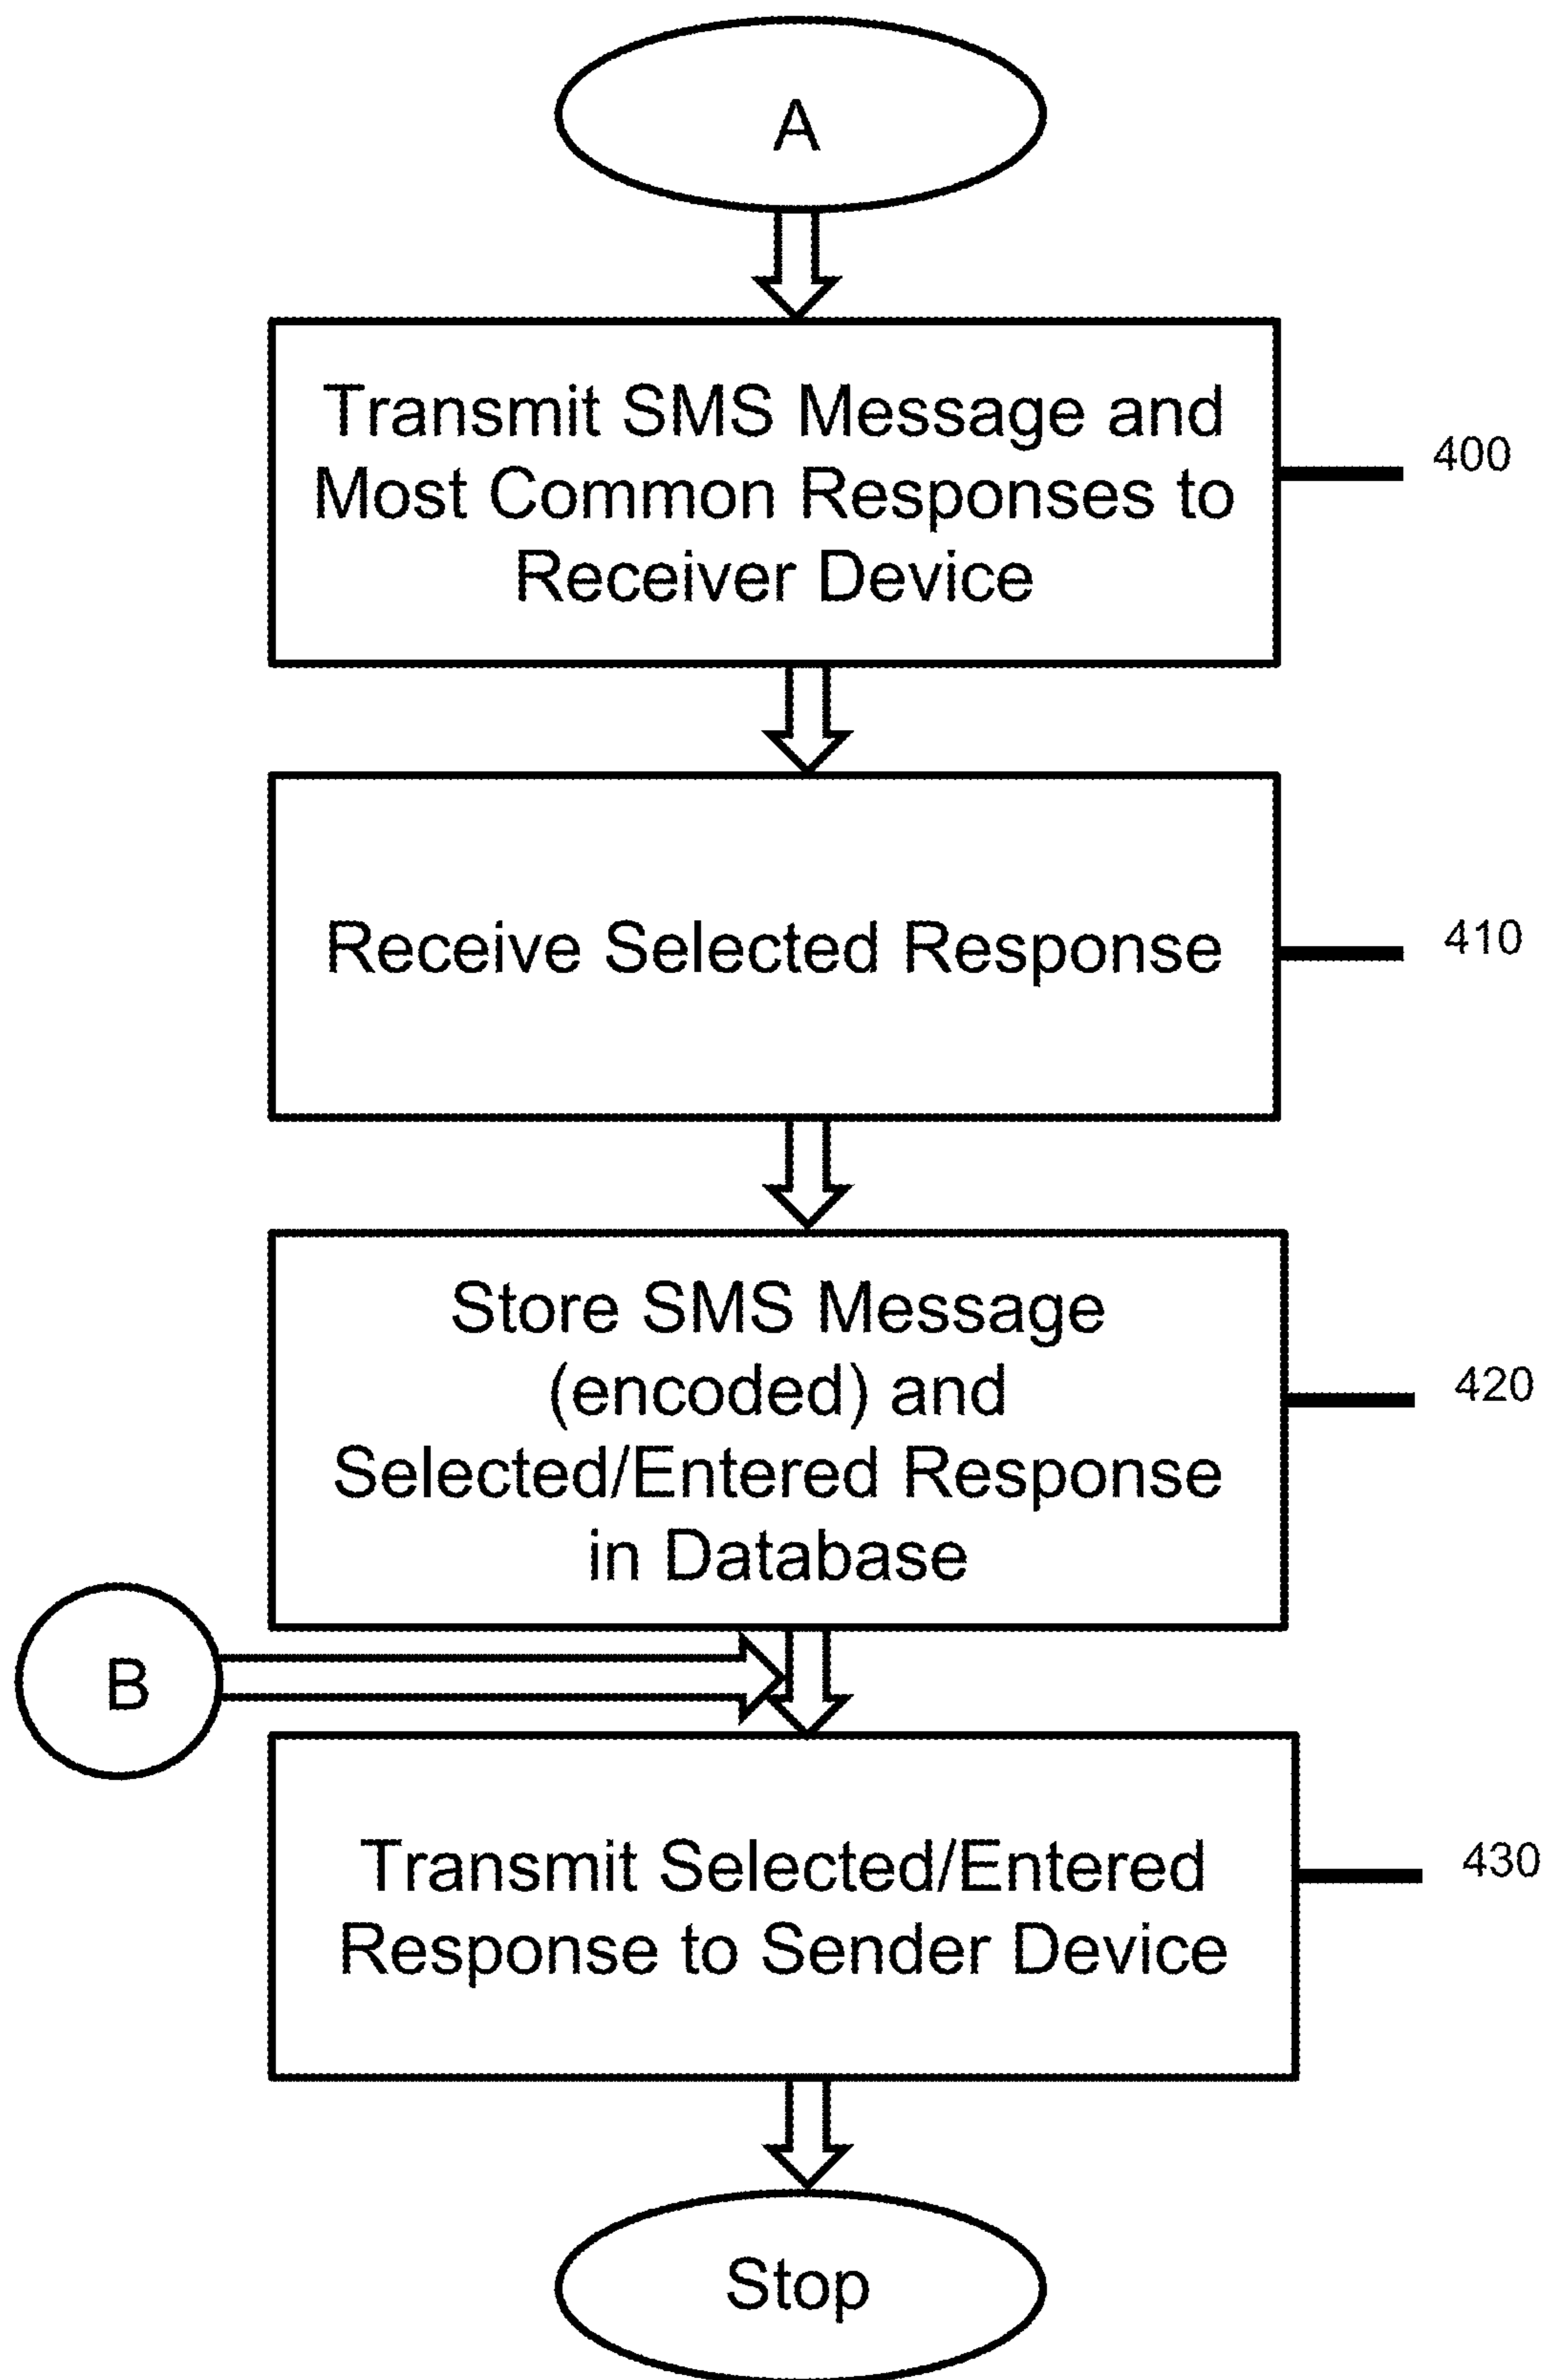 A
Transmit SMS Message and
Most Common Responses to
Receiver Device
400
Receive Selected Response
410
Store SMS Message
(encoded) and
Selected/Entered Response
in Database
420
B
Transmit Selected/Entered
Response to Sender Device
430
Stop